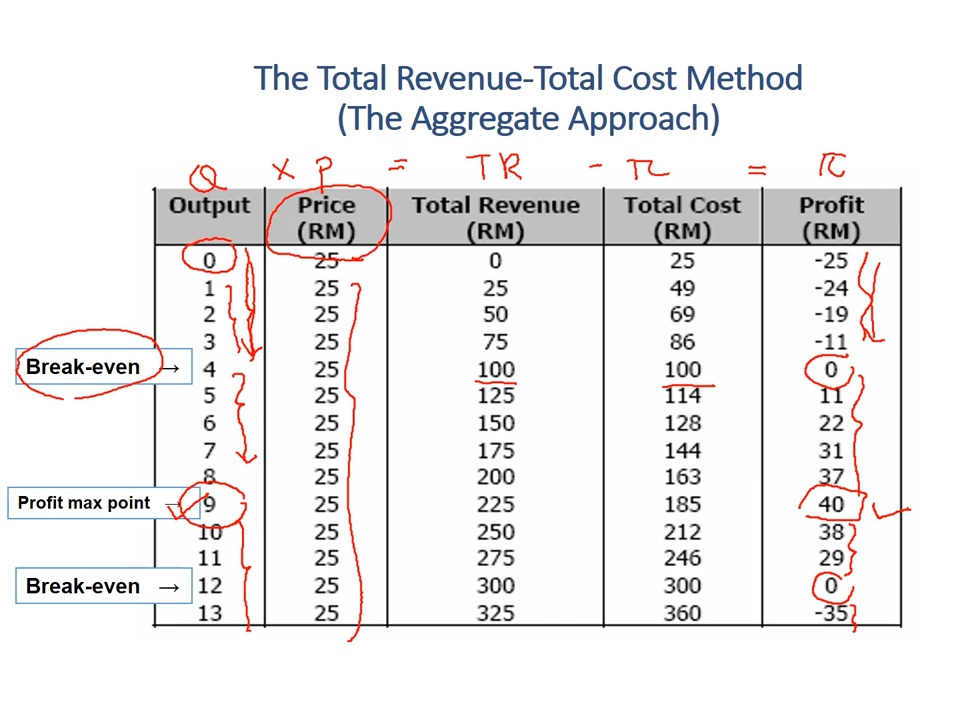 The Total Revenue-Total Cost Method
(The Aggregate Approach)
Q × P = TR - TC = π
Output Price (RM) Total Revenue (RM) Total Cost (RM) Profit (RM)
0 25 0 25 -25
1 25 25 49 -24
2 25 50 69 -19
3 25 75 86 -11
Break-even → 4 25 100 100 0
5 25 125 114 11
6 25 150 128 22
7 25 175 144 31
8 25 200 163 37
Profit max point → 9 25 225 185 40
10 25 250 212 38
11 25 275 246 29
Break-even → 12 25 300 300 0
13 25 325 360 -35